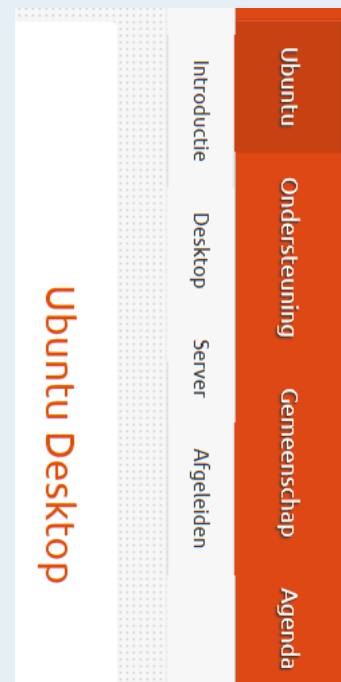 Ubuntu Ondersteuning Gemeenschap Agenda
Introductie Desktop Server Afgeleiden
Ubuntu Desktop